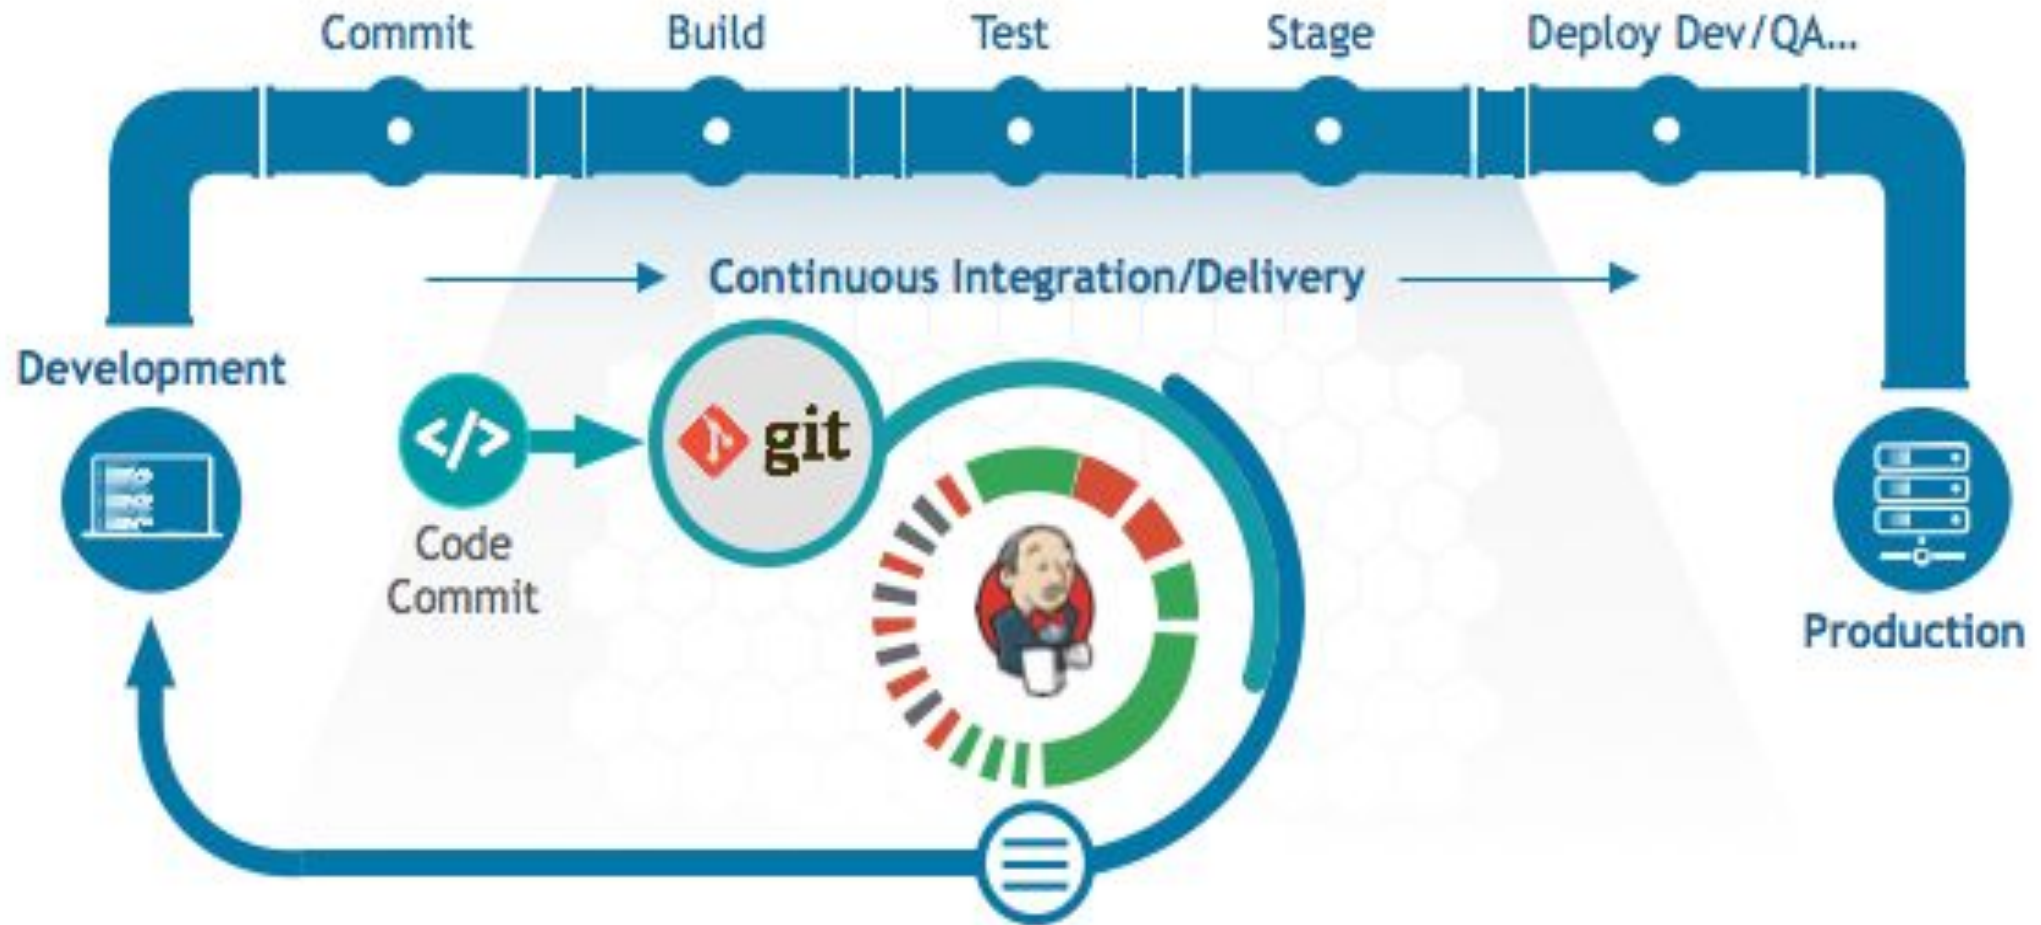 Commit
Build
Test
Stage
Deploy Dev/QA...
Continuous Integration/Delivery
Development
git
</>
Code
Commit
Production